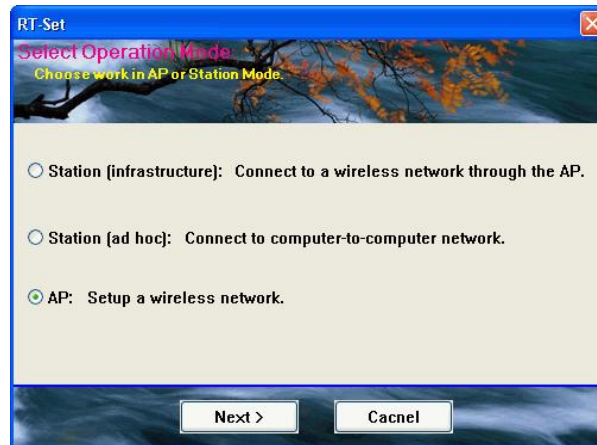 RT-Set
Select Operation Mode:
Choose work in AP or Station Mode.
Station (infrastructure): Connect to a wireless network through the AP.
Station (ad hoc): Connect to computer-to-computer network.
AP: Setup a wireless network.
Next > Cacnel